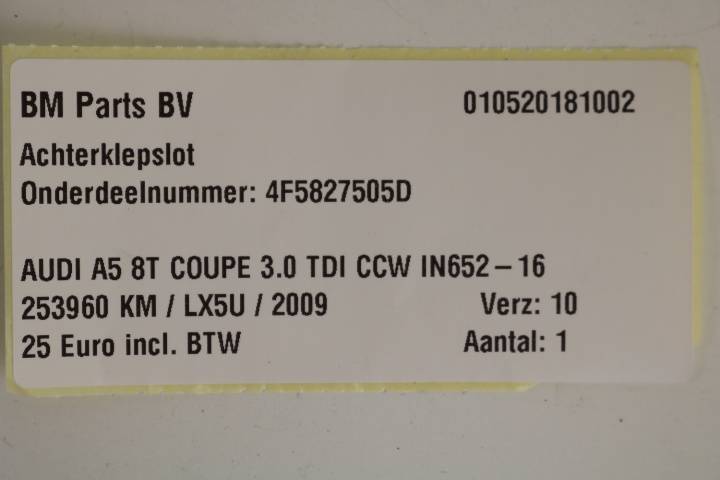 BM Parts BV 010520181002
Achterklepslot
Onderdeelnummer: 4F5827505D
AUDI A5 8T COUPE 3.0 TDI CCW IN652-16
253960 KM / LX5U / 2009 Verz: 10
25 Euro incl. BTW Aantal: 1